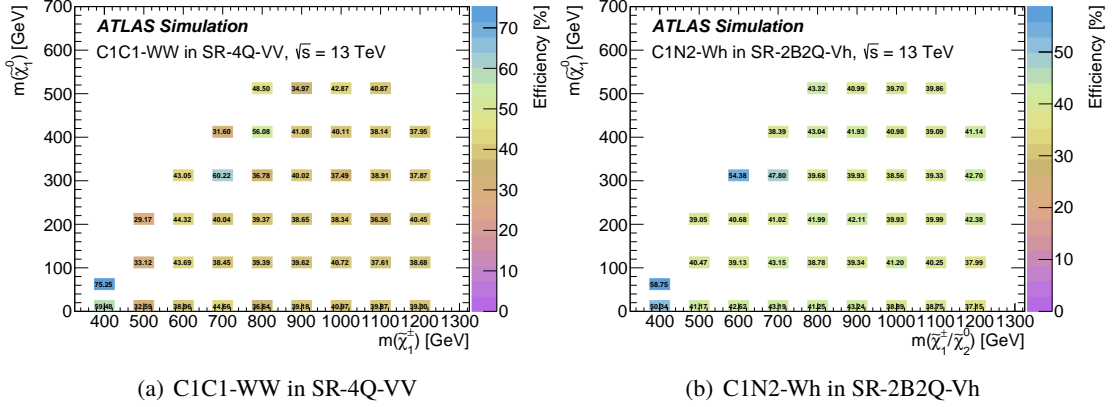 ATLAS Simulation
C1C1-WW in SR-4Q-VV, √s = 13 TeV
m(χ̃₁⁰) [GeV]
700
600
500
400
300
200
100
0
48.50 34.97 42.87 40.87
31.60 56.08 41.08 40.11 38.14 37.95
43.05 60.22 36.78 40.02 37.49 38.91 37.87
29.17 44.32 40.04 39.37 38.65 38.34 36.36 40.45
33.12 43.69 38.45 39.39 39.62 40.72 37.61 38.68
75.25
400 500 600 700 800 900 1000 1100 1200 1300
m(χ̃₁±) [GeV]
Efficiency [%]
70
60
50
40
30
20
10
0
(a) C1C1-WW in SR-4Q-VV
ATLAS Simulation
C1N2-Wh in SR-2B2Q-Vh, √s = 13 TeV
m(χ̃₁⁰) [GeV]
700
600
500
400
300
200
100
0
43.32 40.99 39.70 39.86
38.39 43.04 41.93 40.98 39.09 41.14
54.38 47.80 39.68 39.93 38.56 39.33 42.70
39.05 40.68 41.02 41.99 42.11 39.93 39.99 42.38
40.47 39.13 43.15 38.78 39.34 41.20 40.25 37.99
58.75
400 500 600 700 800 900 1000 1100 1200 1300
m(χ̃₁±/χ̃₂⁰) [GeV]
Efficiency [%]
50
40
30
20
10
0
(b) C1N2-Wh in SR-2B2Q-Vh